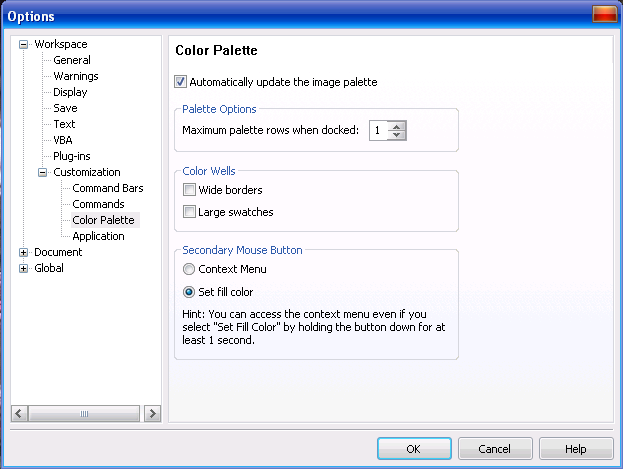 Options
Workspace
General
Warnings
Display
Save
Text
VBA
Plug-ins
Customization
Command Bars
Commands
Color Palette
Application
Document
Global
Color Palette
Automatically update the image palette
Palette Options
Maximum palette rows when docked: 1
Color Wells
Wide borders
Large swatches
Secondary Mouse Button
Context Menu
Set fill color
Hint: You can access the context menu even if you
select "Set Fill Color" by holding the button down for at
least 1 second.
OK Cancel Help